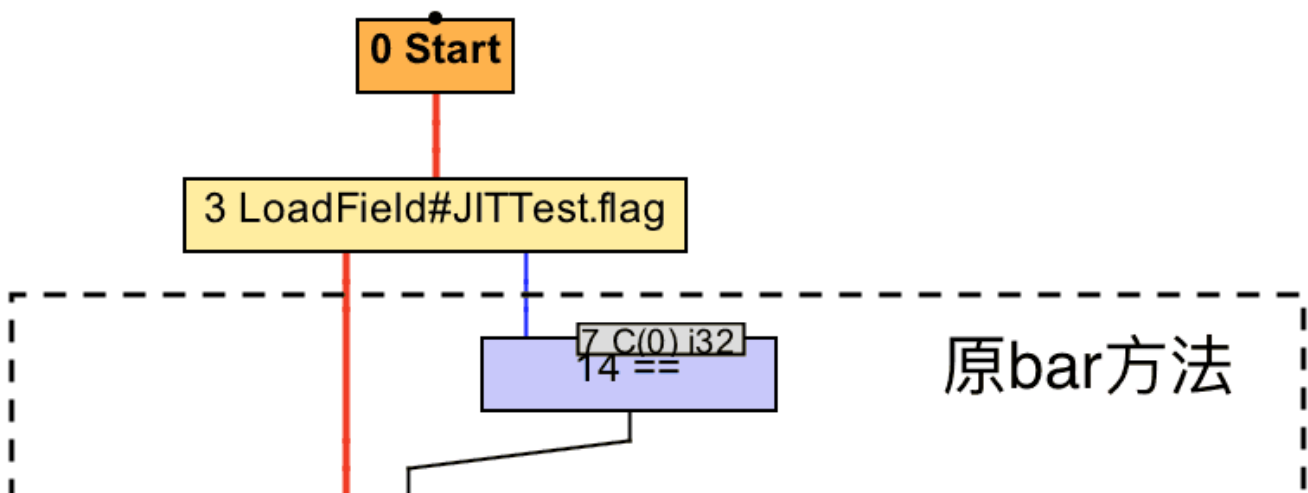 0 Start
3 LoadField#JITTest.flag
7 C(0) i32
14 ==
原bar方法